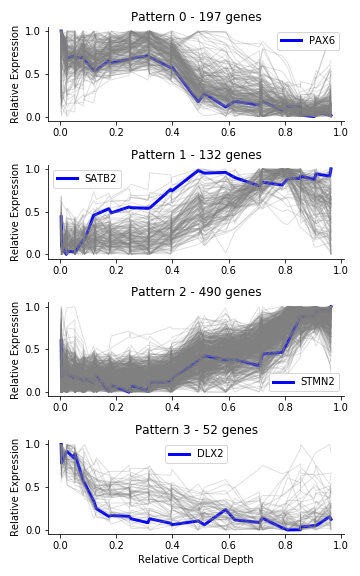 Pattern 0 - 197 genes
Relative Expression
1.0
0.5
0.0
PAX6
0.0 0.2 0.4 0.6 0.8 1.0
Pattern 1 - 132 genes
Relative Expression
1.0
0.5
0.0
SATB2
0.0 0.2 0.4 0.6 0.8 1.0
Pattern 2 - 490 genes
Relative Expression
1.0
0.5
0.0
STMN2
0.0 0.2 0.4 0.6 0.8 1.0
Pattern 3 - 52 genes
Relative Expression
1.0
0.5
0.0
DLX2
0.0 0.2 0.4 0.6 0.8 1.0
Relative Cortical Depth